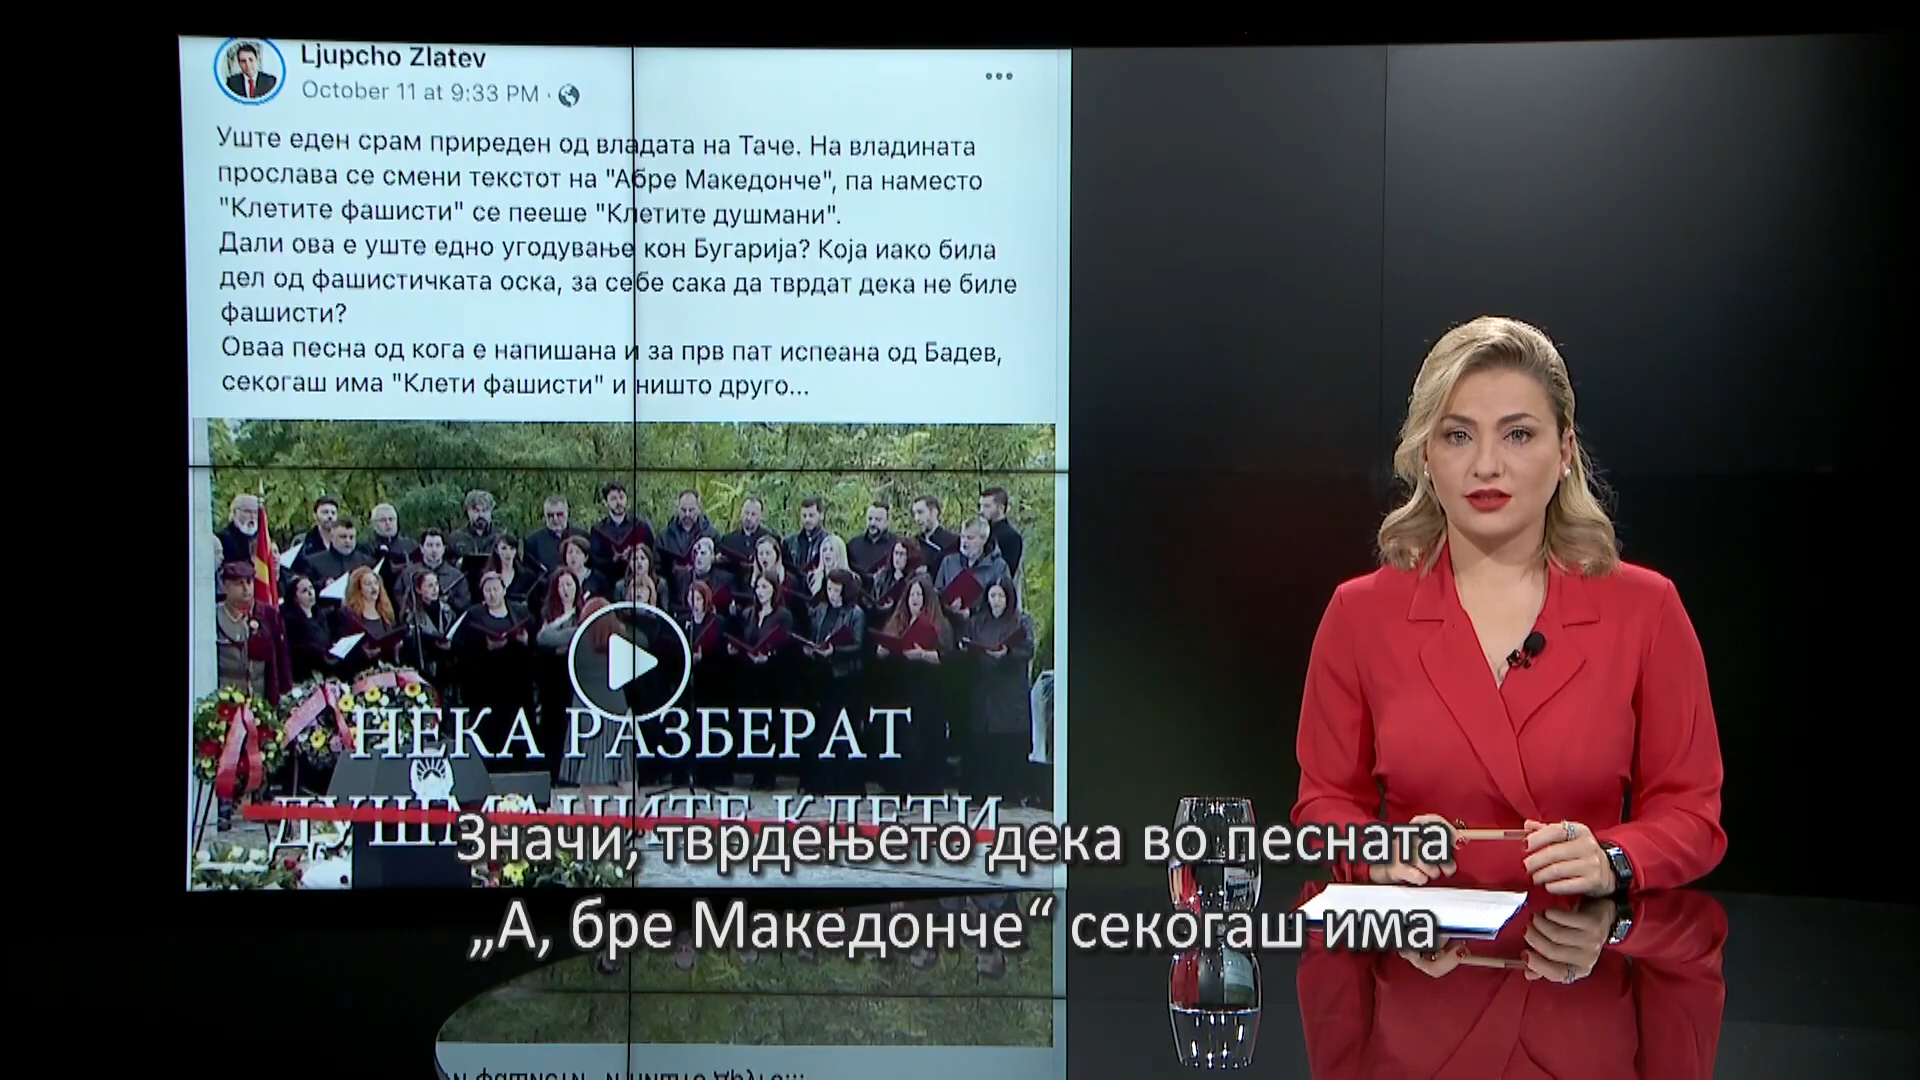 Ljupcho Zlatev
October 11 at 9:33 PM ·
Уште еден срам приреден од владата на Таче. На владината
прослава се смени текстот на "Абре Македонче", па наместо
"Клетите фашисти" се пееше "Клетите душмани".
Дали ова е уште едно угодување кон Бугарија? Која иако била
дел од фашистичката оска, за себе сака да тврдат дека не биле
фашисти?
Оваа песна од кога е напишана и за прв пат испеана од Бадев,
секогаш има "Клети фашисти" и ништо друго...
НЕКА РАЗБЕРАТ
ДУШМАНИТЕ КЛЕТИ
Значи, тврдењето дека во песната
„А, бре Македонче“ секогаш има